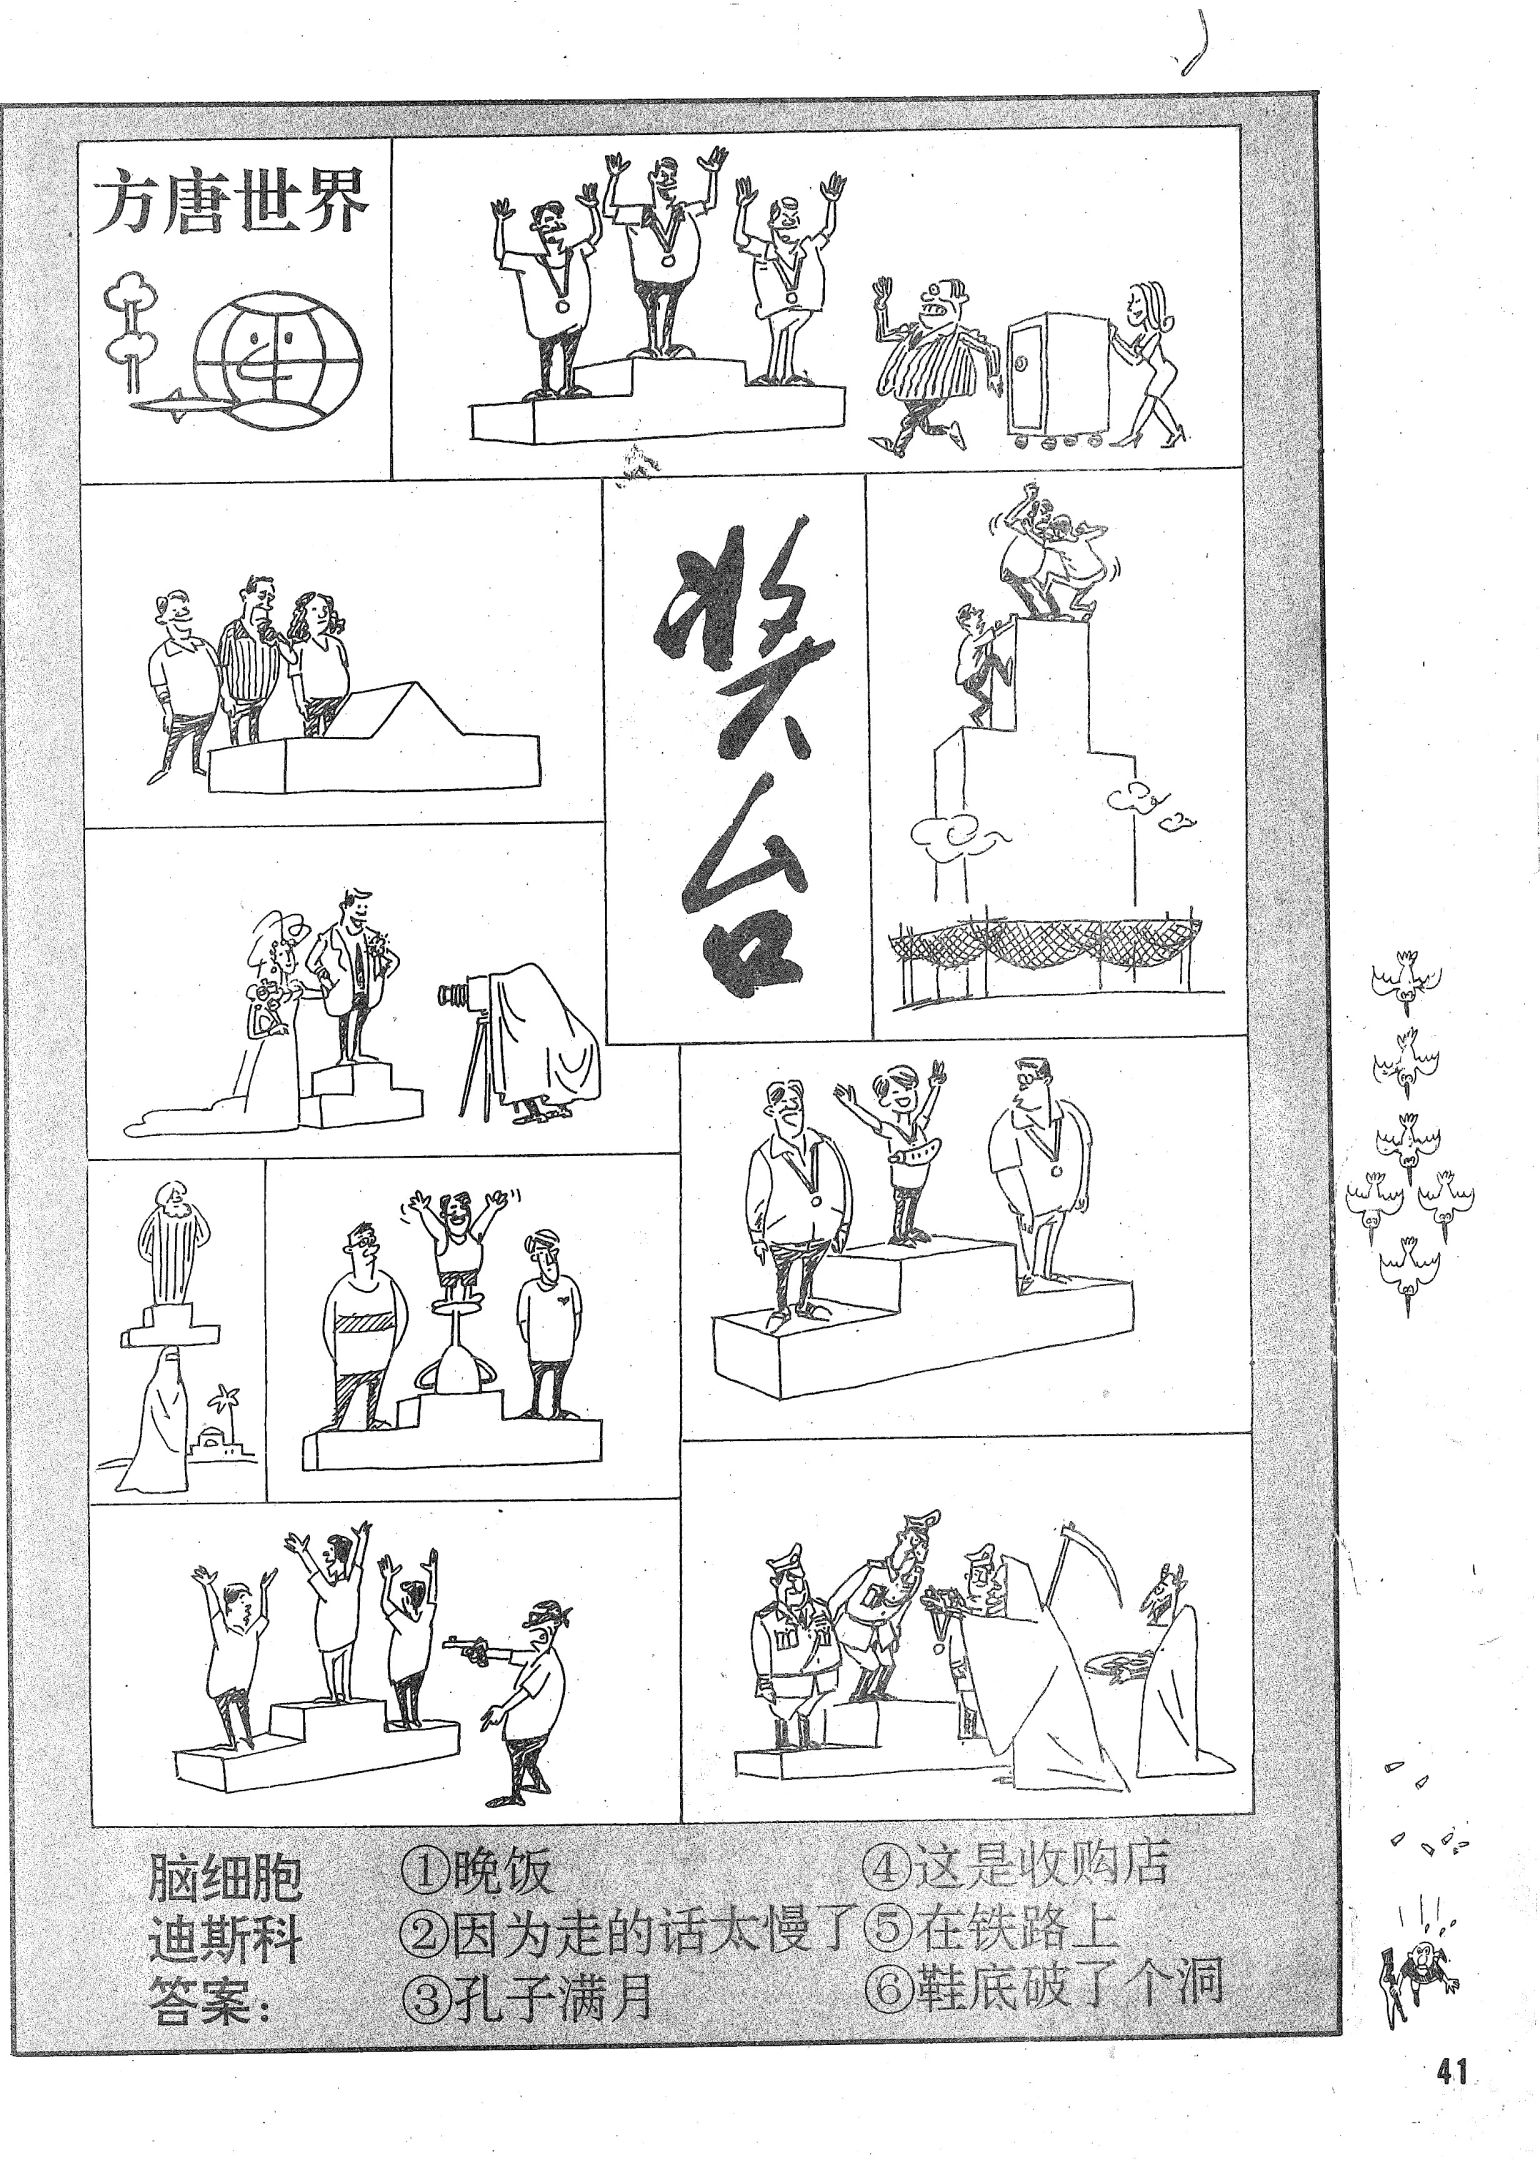 方唐世界
奖台
脑细胞
迪斯科
答案：
①晚饭
②因为走的话太慢了
③孔子满月
④这是收购店
⑤在铁路上
⑥鞋底破了个洞
41